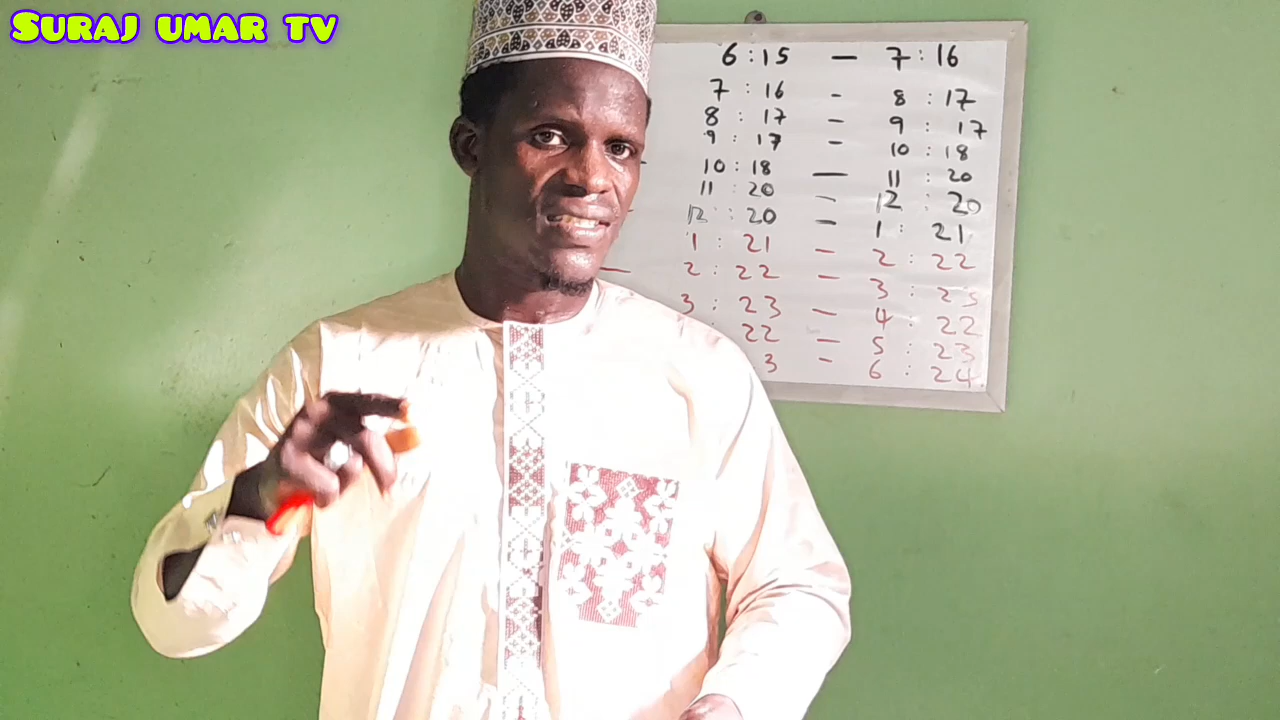 SURAJ UMAR TV
6:15 — 7:16
7 : 16 - 8 : 17
8 : 17 - 9 : 17
9 : 17 - 10 : 18
10:18 — 11 : 20
11 : 20 - 12 : 20
12 : 20 - 1 : 21
1 : 21 - 2 : 22
2 : 22 - 3 : 23
3 : 23 - 4 : 22
22 - 5 : 23
3 - 6 : 24